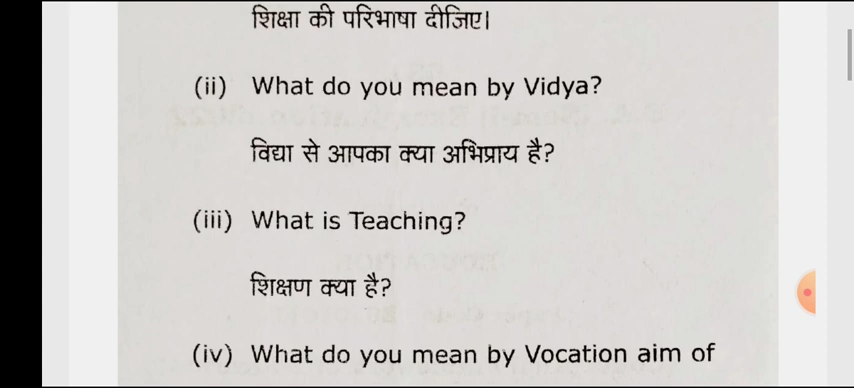 शिक्षा की परिभाषा दीजिए।
(ii) What do you mean by Vidya?
विद्या से आपका क्या अभिप्राय है?
(iii) What is Teaching?
शिक्षण क्या है?
(iv) What do you mean by Vocation aim of